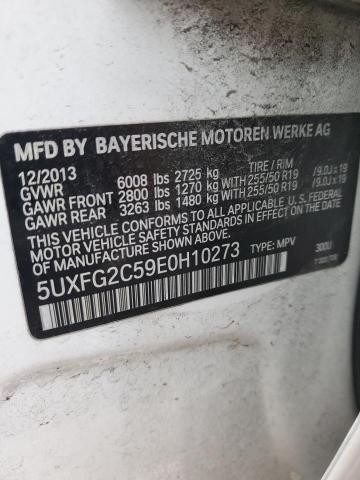 MFD BY BAYERISCHE MOTOREN WERKE AG
12/2013 TIRE / RIM
GVWR 6008 lbs 2725 kg
GAWR FRONT 2800 lbs 1270 kg WITH 255/50 R19 / 9.0J x 19
GAWR REAR 3263 lbs 1480 kg WITH 255/50 R19 / 9.0J x 19
THIS VEHICLE CONFORMS TO ALL APPLICABLE U.S. FEDERAL
MOTOR VEHICLE SAFETY STANDARDS IN EFFECT ON THE DATE
OF MANUFACTURE SHOWN ABOVE.
5UXFG2C59E0H10273 TYPE: MPV 300U